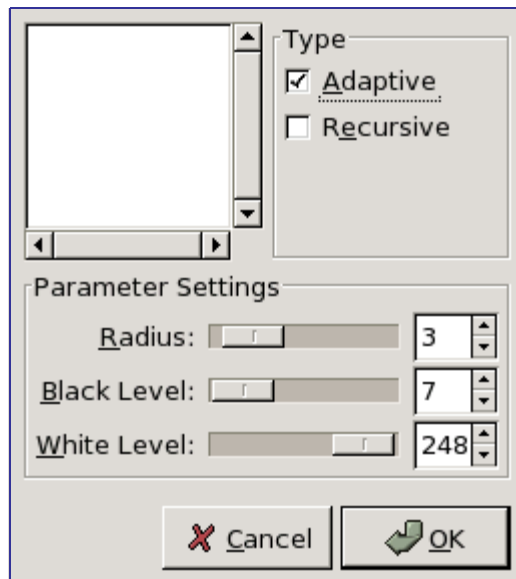 Type
Adaptive
Recursive
Parameter Settings
Radius: 3
Black Level: 7
White Level: 248
Cancel OK